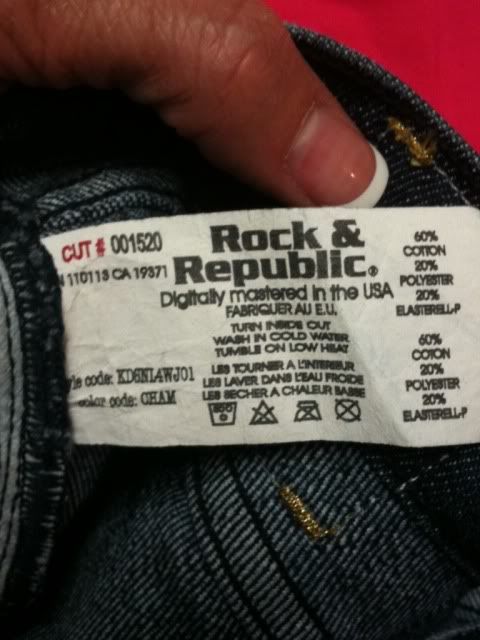 CUT # 001520
110113 CA 19371
Rock &
Republic®
Digitally mastered in the USA
FABRIQUER AU E.U.
TURN INSIDE OUT
WASH IN COLD WATER
TUMBLE ON LOW HEAT
LES TOURNER A L'INTERIEUR
LES LAVER DANS L'EAU FROIDE
LES SECHER A CHALEUR BASSE
le code: KD6N14WJ01
color code: CHAM
60%
COTTON
20%
POLYESTER
20%
ELASTERELL-P
60%
COTON
20%
POLYESTER
20%
ELASTERELL-P